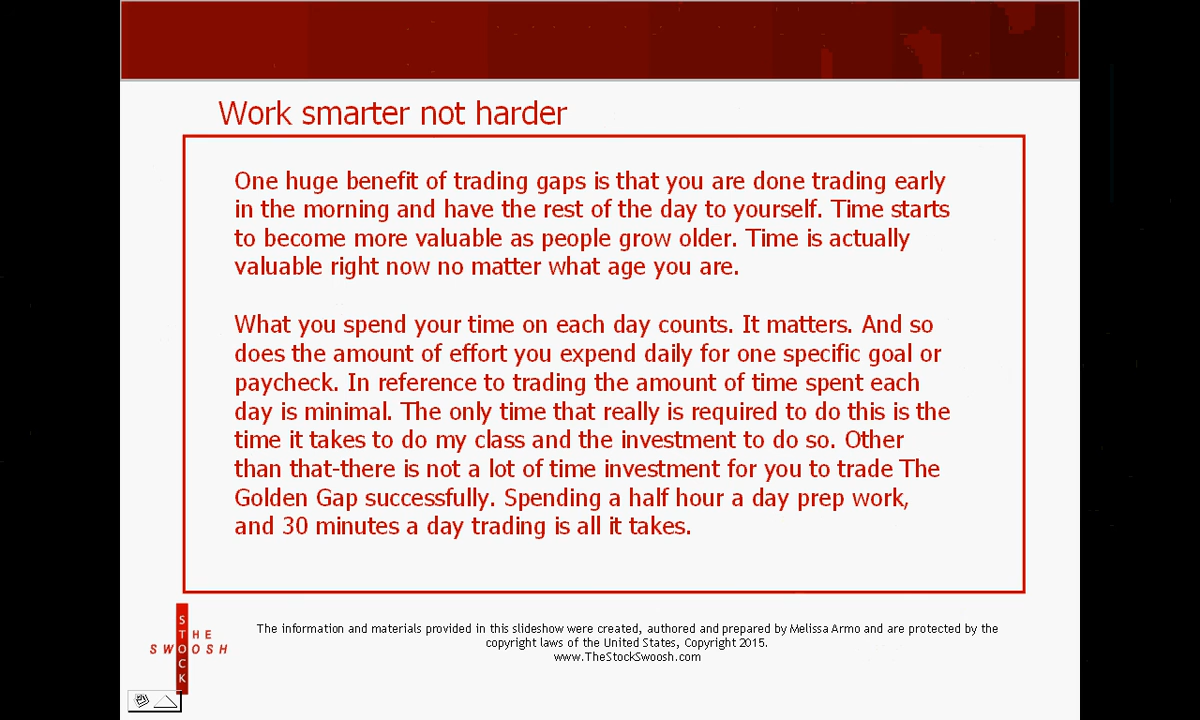 Work smarter not harder
One huge benefit of trading gaps is that you are done trading early
in the morning and have the rest of the day to yourself. Time starts
to become more valuable as people grow older. Time is actually
valuable right now no matter what age you are.
What you spend your time on each day counts. It matters. And so
does the amount of effort you expend daily for one specific goal or
paycheck. In reference to trading the amount of time spent each
day is minimal. The only time that really is required to do this is the
time it takes to do my class and the investment to do so. Other
than that-there is not a lot of time investment for you to trade The
Golden Gap successfully. Spending a half hour a day prep work,
and 30 minutes a day trading is all it takes.
THE
STOCK
SWOOSH
The information and materials provided in this slideshow were created, authored and prepared by Melissa Armo and are protected by the
copyright laws of the United States, Copyright 2015.
www.TheStockSwoosh.com